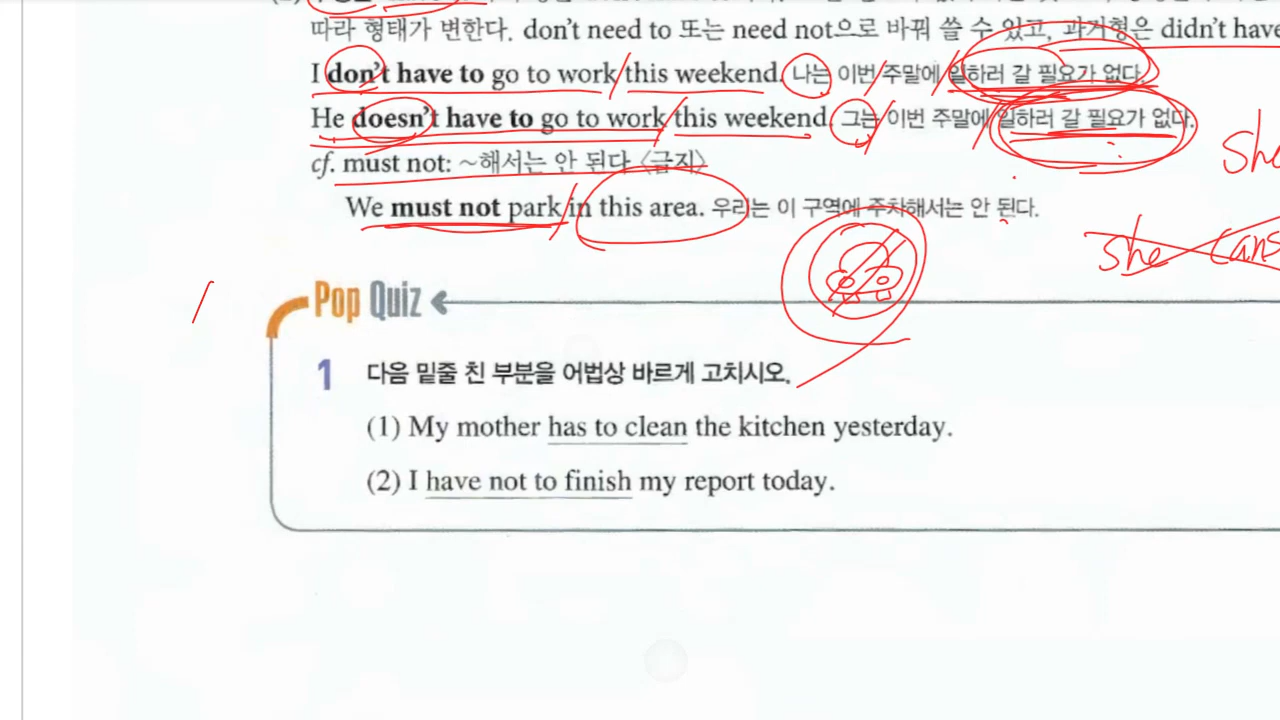 따라 형태가 변한다. don't need to 또는 need not으로 바꿔 쓸 수 있고, 과거형은 didn't have
I don't have to go to work this weekend. 나는 이번 주말에 일하러 갈 필요가 없다.
He doesn't have to go to work this weekend. 그는 이번 주말에 일하러 갈 필요가 없다.
She
cf. must not: ~해서는 안 된다 〈금지〉
We must not park in this area. 우리는 이 구역에 주차해서는 안 된다.
She cans
Pop Quiz
1 다음 밑줄 친 부분을 어법상 바르게 고치시오.
(1) My mother has to clean the kitchen yesterday.
(2) I have not to finish my report today.